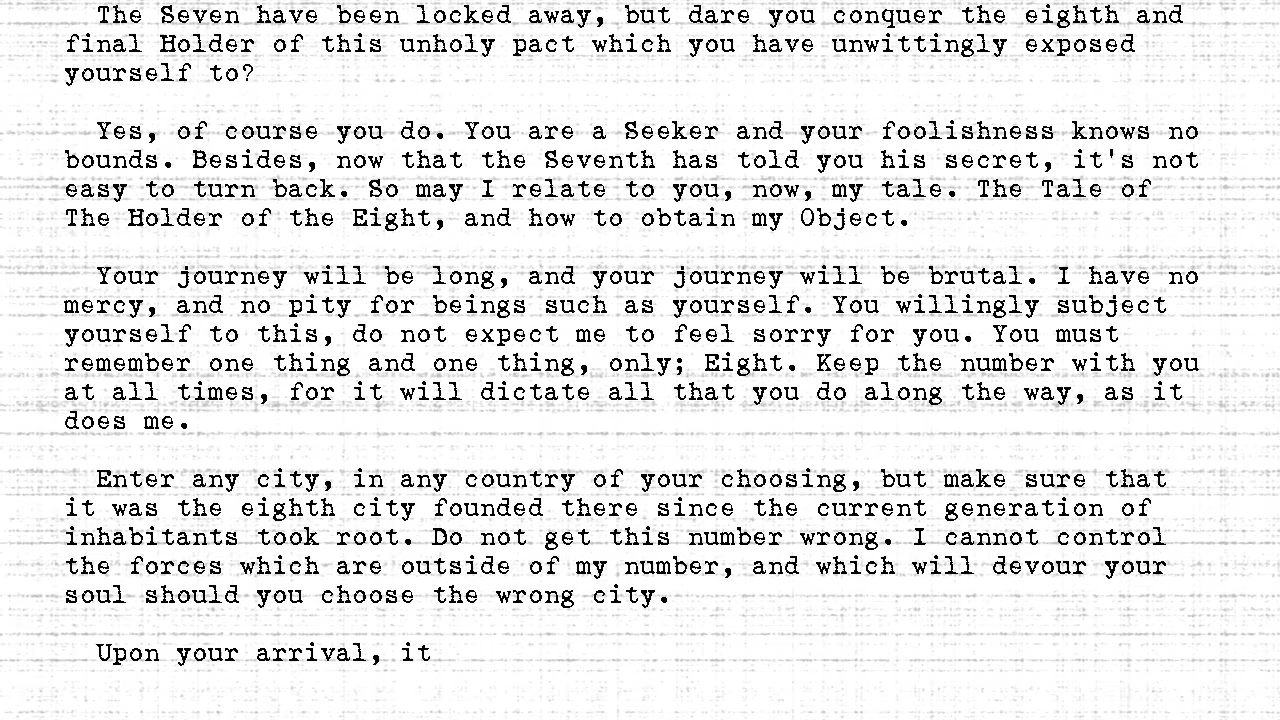 The Seven have been locked away, but dare you conquer the eighth and
final Holder of this unholy pact which you have unwittingly exposed
yourself to?
Yes, of course you do. You are a Seeker and your foolishness knows no
bounds. Besides, now that the Seventh has told you his secret, it's not
easy to turn back. So may I relate to you, now, my tale. The Tale of
The Holder of the Eight, and how to obtain my Object.
Your journey will be long, and your journey will be brutal. I have no
mercy, and no pity for beings such as yourself. You willingly subject
yourself to this, do not expect me to feel sorry for you. You must
remember one thing and one thing, only; Eight. Keep the number with you
at all times, for it will dictate all that you do along the way, as it
does me.
Enter any city, in any country of your choosing, but make sure that
it was the eighth city founded there since the current generation of
inhabitants took root. Do not get this number wrong. I cannot control
the forces which are outside of my number, and which will devour your
soul should you choose the wrong city.
Upon your arrival, it